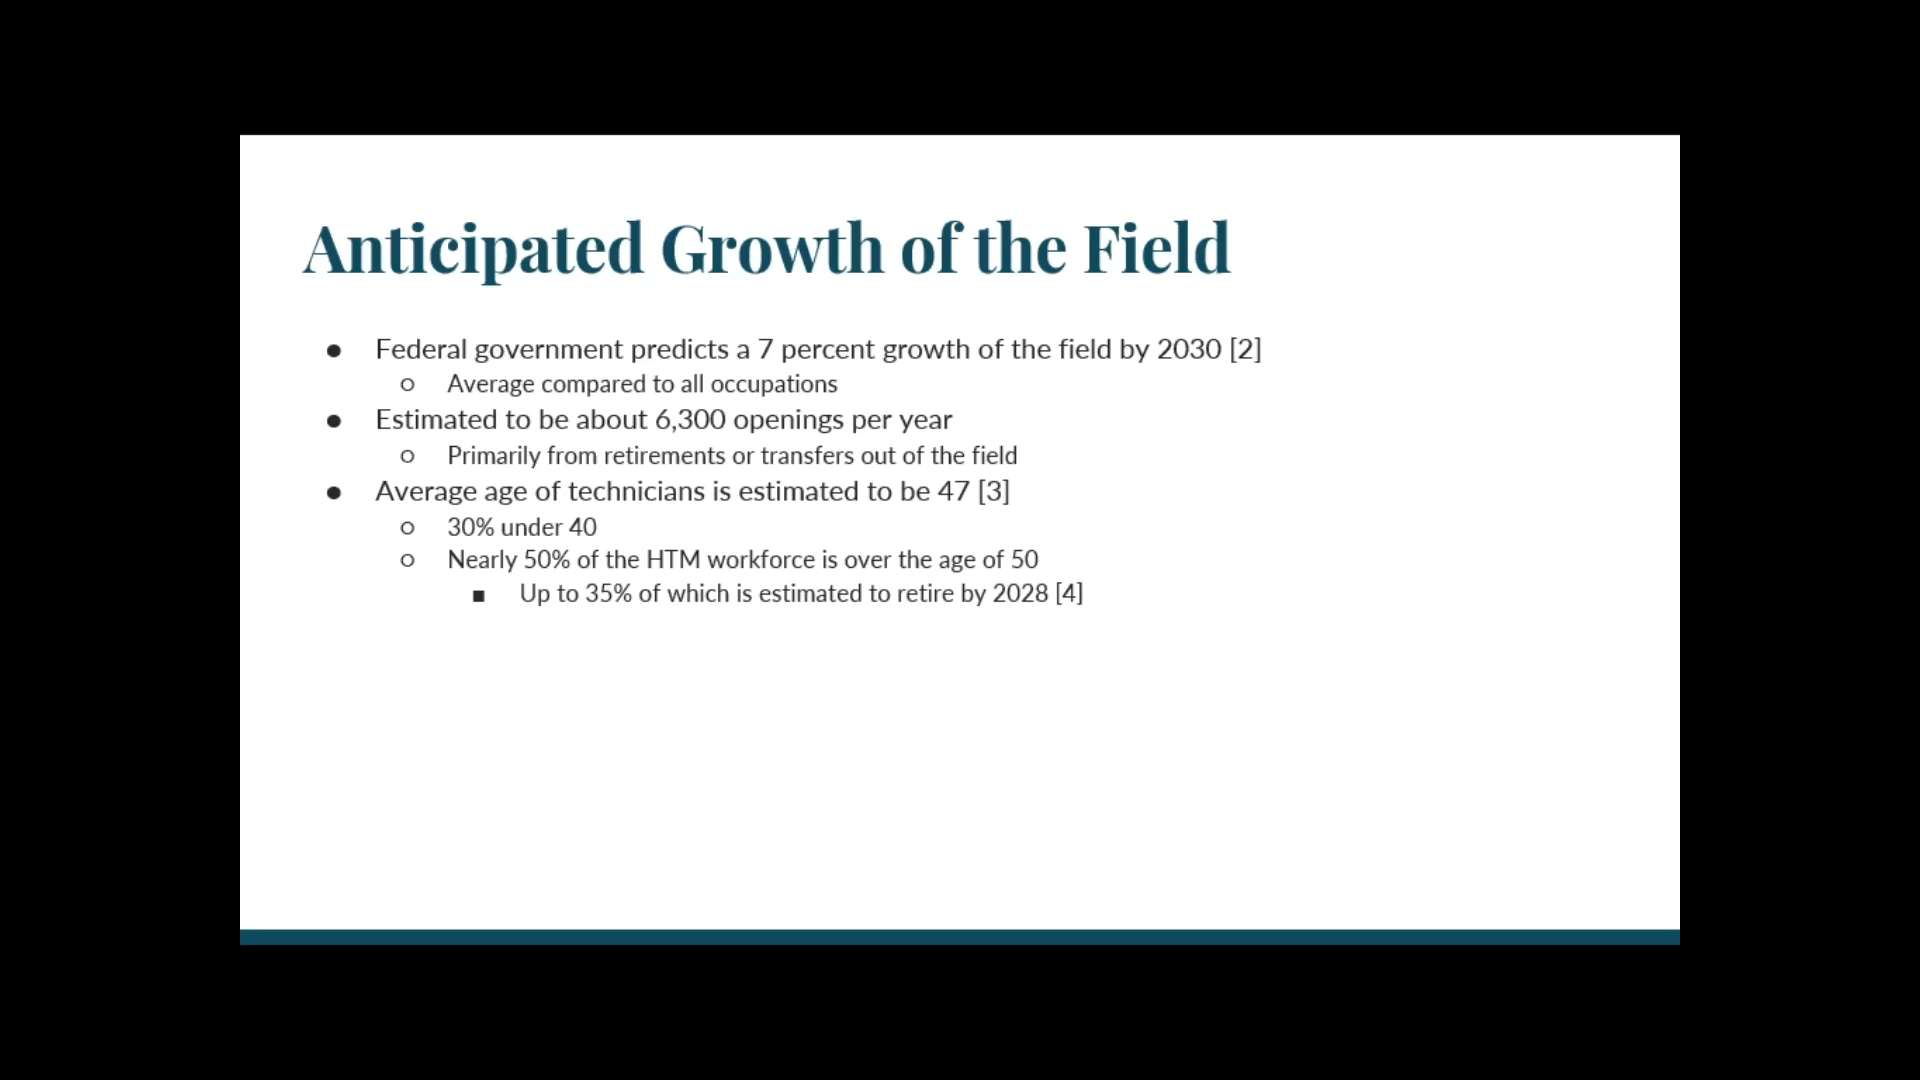 Anticipated Growth of the Field
● Federal government predicts a 7 percent growth of the field by 2030 [2]
○ Average compared to all occupations
● Estimated to be about 6,300 openings per year
○ Primarily from retirements or transfers out of the field
● Average age of technicians is estimated to be 47 [3]
○ 30% under 40
○ Nearly 50% of the HTM workforce is over the age of 50
■ Up to 35% of which is estimated to retire by 2028 [4]